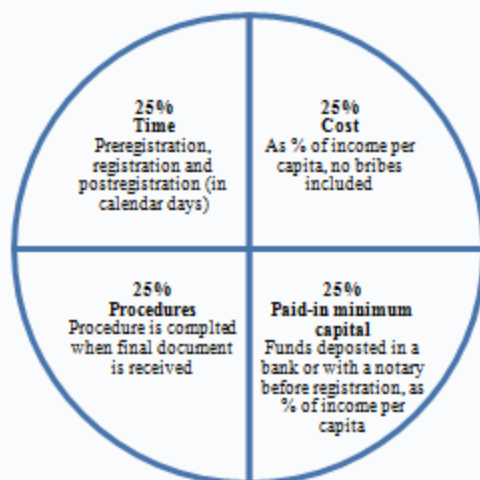 25%
Time
Preregistration,
registration and
postregistration (in
calendar days)
25%
Cost
As % of income per
capita, no bribes
included
25%
Procedures
Procedure is complted
when final document
is received
25%
Paid-in minimum
capital
Funds deposted in a
bank or with a notary
before registration, as
% of income per
capita